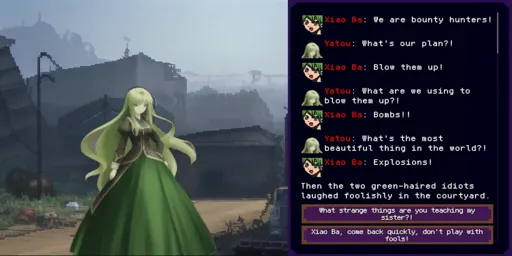 Xiao Ba: We are bounty hunters!
Yatou: What's our plan?!
Xiao Ba: Blow them up!
Yatou: What are we using to
blow them up?!
Xiao Ba: Bombs!!
Yatou: What's the most
beautiful thing in the world?!
Xiao Ba: Explosions!
Then the two green-haired idiots
laughed foolishly in the courtyard.
What strange things are you teaching my
sister?!
Xiao Ba, come back quickly, don't play with
fools!